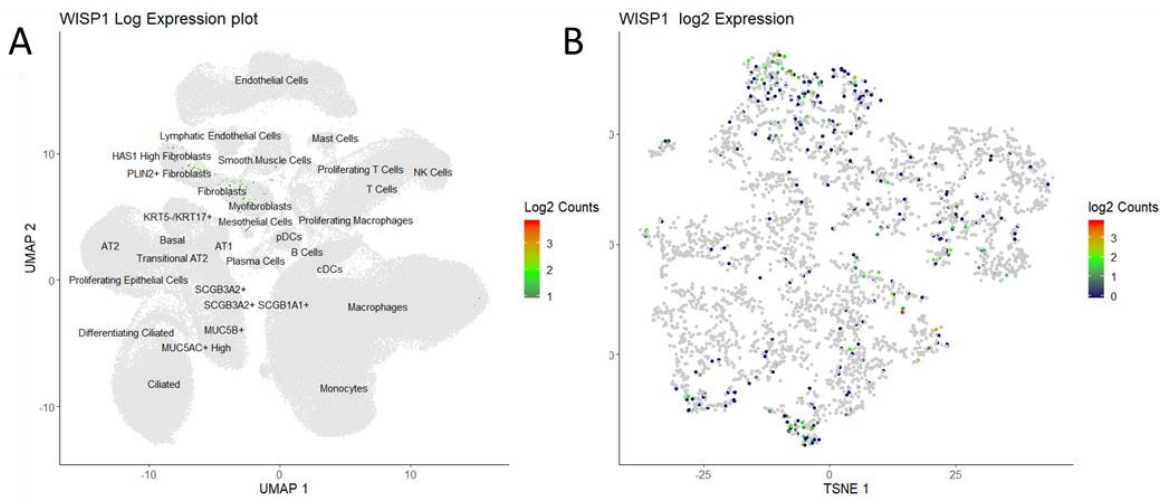 A
WISP1 Log Expression plot
Endothelial Cells
Lymphatic Endothelial Cells
Mast Cells
HAS1 High Fibroblasts
Smooth Muscle Cells
PLIN2+ Fibroblasts
Proliferating T Cells
NK Cells
Fibroblasts
T Cells
Myofibroblasts
KRT5-/KRT17+
Mesothelial Cells
Proliferating Macrophages
AT2
Basal
AT1
pDCs
B Cells
Transitional AT2
Plasma Cells
cDCs
Proliferating Epithelial Cells
SCGB3A2+
SCGB3A2+ SCGB1A1+
Macrophages
Differentiating Ciliated
MUC5B+
MUC5AC+ High
Ciliated
Monocytes
UMAP 2
10
0
-10
-10
0
10
UMAP 1
Log2 Counts
3
2
1
B
WISP1 log2 Expression
0
0
0
-25
0
25
TSNE 1
log2 Counts
3
2
1
0